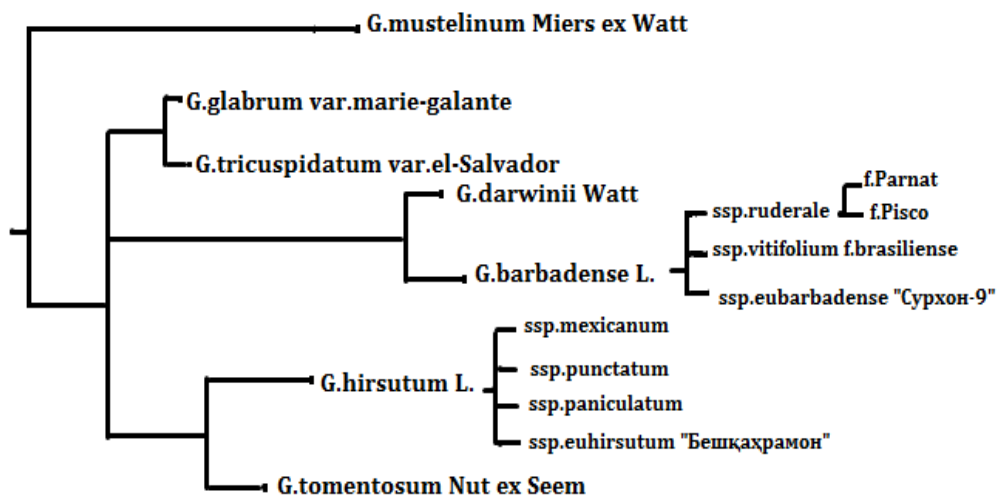 G.mustelinum Miers ex Watt
G.glabrum var.marie-galante
G.tricuspidatum var.el-Salvador
G.darwinii Watt
G.barbadense L.
ssp.ruderale
f.Parnat
f.Pisco
ssp.vitifolium f.brasiliense
ssp.eubarbadense "Сурхон-9"
G.hirsutum L.
ssp.mexicanum
ssp.punctatum
ssp.paniculatum
ssp.euhirsutum "Бешқаҳрамон"
G.tomentosum Nut ex Seem